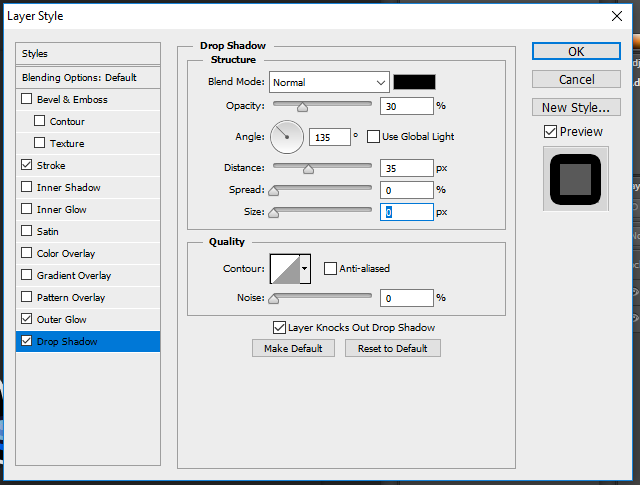 Layer Style
Styles
Blending Options: Default
Bevel & Emboss
Contour
Texture
Stroke
Inner Shadow
Inner Glow
Satin
Color Overlay
Gradient Overlay
Pattern Overlay
Outer Glow
Drop Shadow
Drop Shadow
Structure
Blend Mode: Normal
Opacity: 30 %
Angle: 135 ° Use Global Light
Distance: 35 px
Spread: 0 %
Size: 0 px
Quality
Contour: Anti-aliased
Noise: 0 %
Layer Knocks Out Drop Shadow
Make Default Reset to Default
OK
Cancel
New Style...
Preview